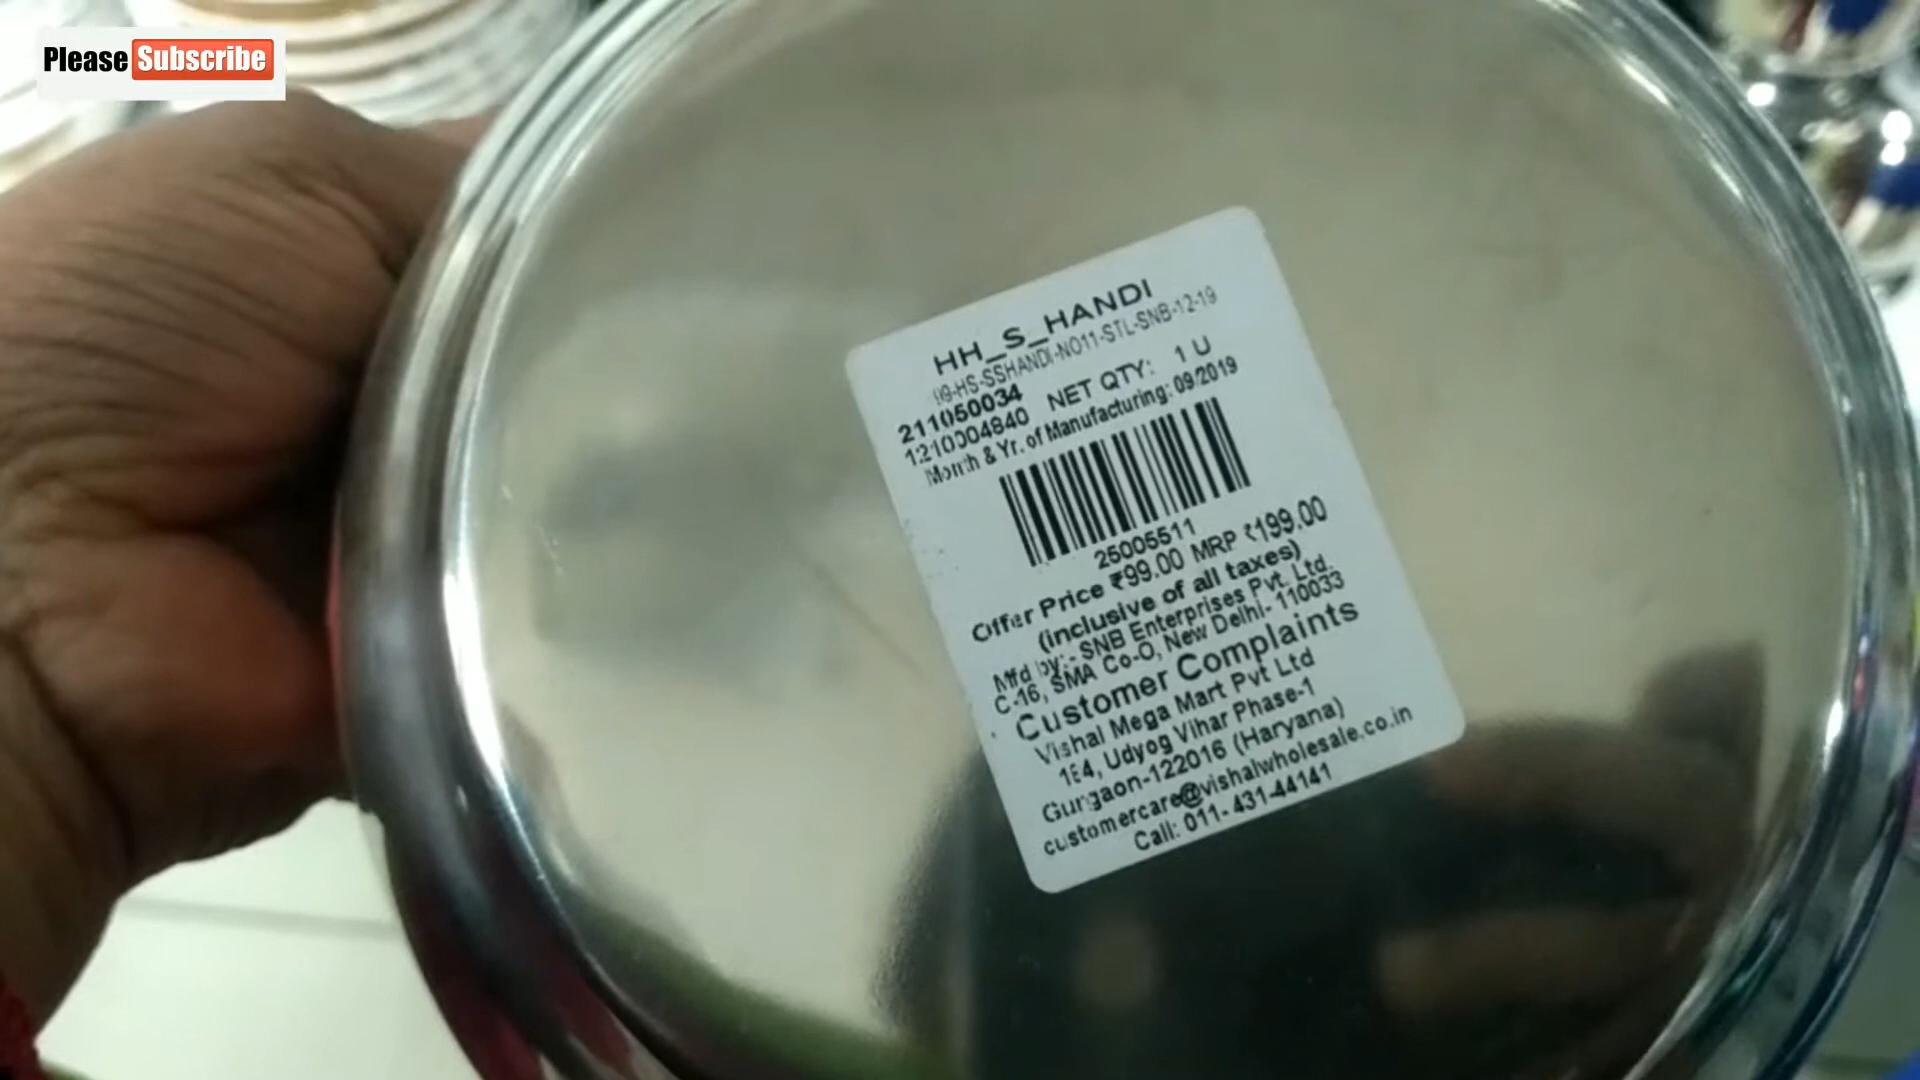 Please Subscribe
HH_S_HANDI
09-HS-SSHANDI-NO11-STL-SNB-12-19
211050034
1210004840 NET QTY: 1 U
Month & Yr. of Manufacturing: 09/2019
25005511
Offer Price ₹99.00 MRP ₹199.00
(inclusive of all taxes)
Mfd by:- SNB Enterprises Pvt. Ltd.
C-16, SMA Co-O, New Delhi- 110033
Customer Complaints
Vishal Mega Mart Pvt Ltd
184, Udyog Vihar Phase-1
Gurgaon-122016 (Haryana)
customercare@vishalwholesale.co.in
Call: 011- 431-44141